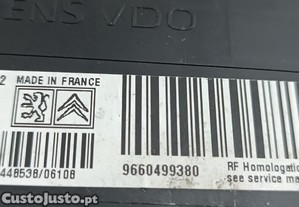 ENS VDO
2 MADE IN FRANCE
448538/06108
9660499380
RF Homologatio
see service ma
CustoJusto.pt